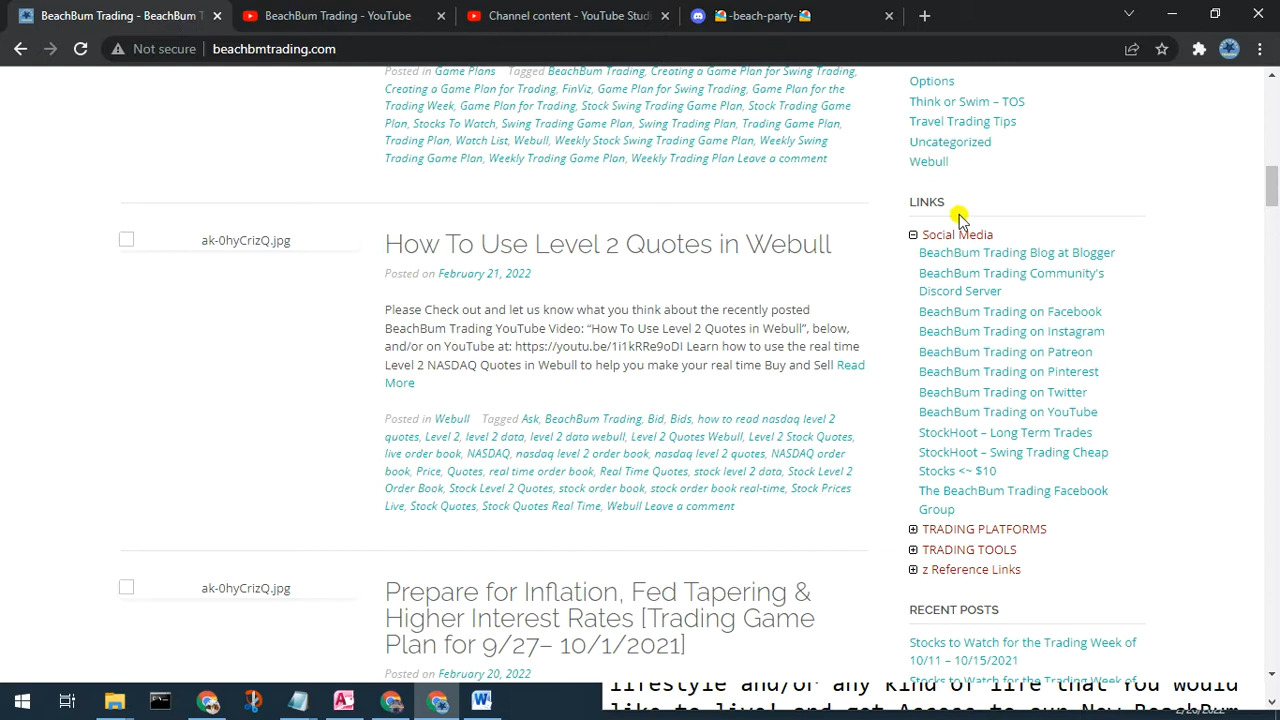 BeachBum Trading - BeachBum T
BeachBum Trading - YouTube
Channel content - YouTube Stud
-beach-party-
Not secure
beachbmtrading.com
Posted in Game Plans Tagged BeachBum Trading, Creating a Game Plan for Swing Trading,
Creating a Game Plan for Trading, FinViz, Game Plan for Swing Trading, Game Plan for the
Trading Week, Game Plan for Trading, Stock Swing Trading Game Plan, Stock Trading Game
Plan, Stocks To Watch, Swing Trading Game Plan, Swing Trading Plan, Trading Game Plan,
Trading Plan, Watch List, Webull, Weekly Stock Swing Trading Game Plan, Weekly Swing
Trading Game Plan, Weekly Trading Game Plan, Weekly Trading Plan Leave a comment
ak-0hyCrizQ.jpg
How To Use Level 2 Quotes in Webull
Posted on February 21, 2022
Please Check out and let us know what you think about the recently posted
BeachBum Trading YouTube Video: “How To Use Level 2 Quotes in Webull”, below,
and/or on YouTube at: https://youtu.be/1i1kRRe9oDI Learn how to use the real time
Level 2 NASDAQ Quotes in Webull to help you make your real time Buy and Sell Read
More
Posted in Webull Tagged Ask, BeachBum Trading, Bid, Bids, how to read nasdaq level 2
quotes, Level 2, level 2 data, level 2 data webull, Level 2 Quotes Webull, Level 2 Stock Quotes,
live order book, NASDAQ, nasdaq level 2 order book, nasdaq level 2 quotes, NASDAQ order
book, Price, Quotes, real time order book, Real Time Quotes, stock level 2 data, Stock Level 2
Order Book, Stock Level 2 Quotes, stock order book, stock order book real-time, Stock Prices
Live, Stock Quotes, Stock Quotes Real Time, Webull Leave a comment
ak-0hyCrizQ.jpg
Prepare for Inflation, Fed Tapering &
Higher Interest Rates [Trading Game
Plan for 9/27– 10/1/2021]
Posted on February 20, 2022
Options
Think or Swim – TOS
Travel Trading Tips
Uncategorized
Webull
LINKS
Social Media
BeachBum Trading Blog at Blogger
BeachBum Trading Community's
Discord Server
BeachBum Trading on Facebook
BeachBum Trading on Instagram
BeachBum Trading on Patreon
BeachBum Trading on Pinterest
BeachBum Trading on Twitter
BeachBum Trading on YouTube
StockHoot – Long Term Trades
StockHoot – Swing Trading Cheap
Stocks <~ $10
The BeachBum Trading Facebook
Group
TRADING PLATFORMS
TRADING TOOLS
z Reference Links
RECENT POSTS
Stocks to Watch for the Trading Week of
10/11 – 10/15/2021
Stocks to Watch for the Trading Week of
lifestyle and/or any kind of life that You would
like to live! and get Access to our New BeachBum